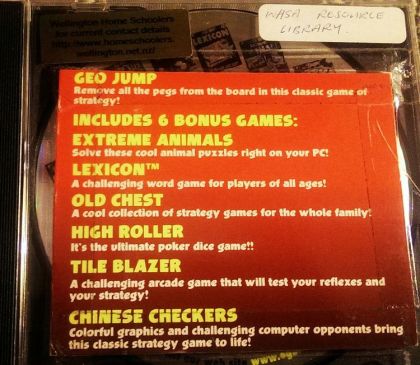 Wellington Home Schoolers
for current contact details
http://www.homeschoolers.
wellington.net.nz/
WASA RESOURCE
LIBRARY.
LEXICON
GEO JUMP
Remove all the pegs from the board in this classic game of
strategy!
INCLUDES 6 BONUS GAMES:
EXTREME ANIMALS
Solve these cool animal puzzles right on your PC!
LEXICON™
A challenging word game for players of all ages!
OLD CHEST
A cool collection of strategy games for the whole family!
HIGH ROLLER
It's the ultimate poker dice game!!
TILE BLAZER
A challenging arcade game that will test your reflexes and
your strategy!
CHINESE CHECKERS
Colorful graphics and challenging computer opponents bring
this classic strategy game to life!
web site www.eg